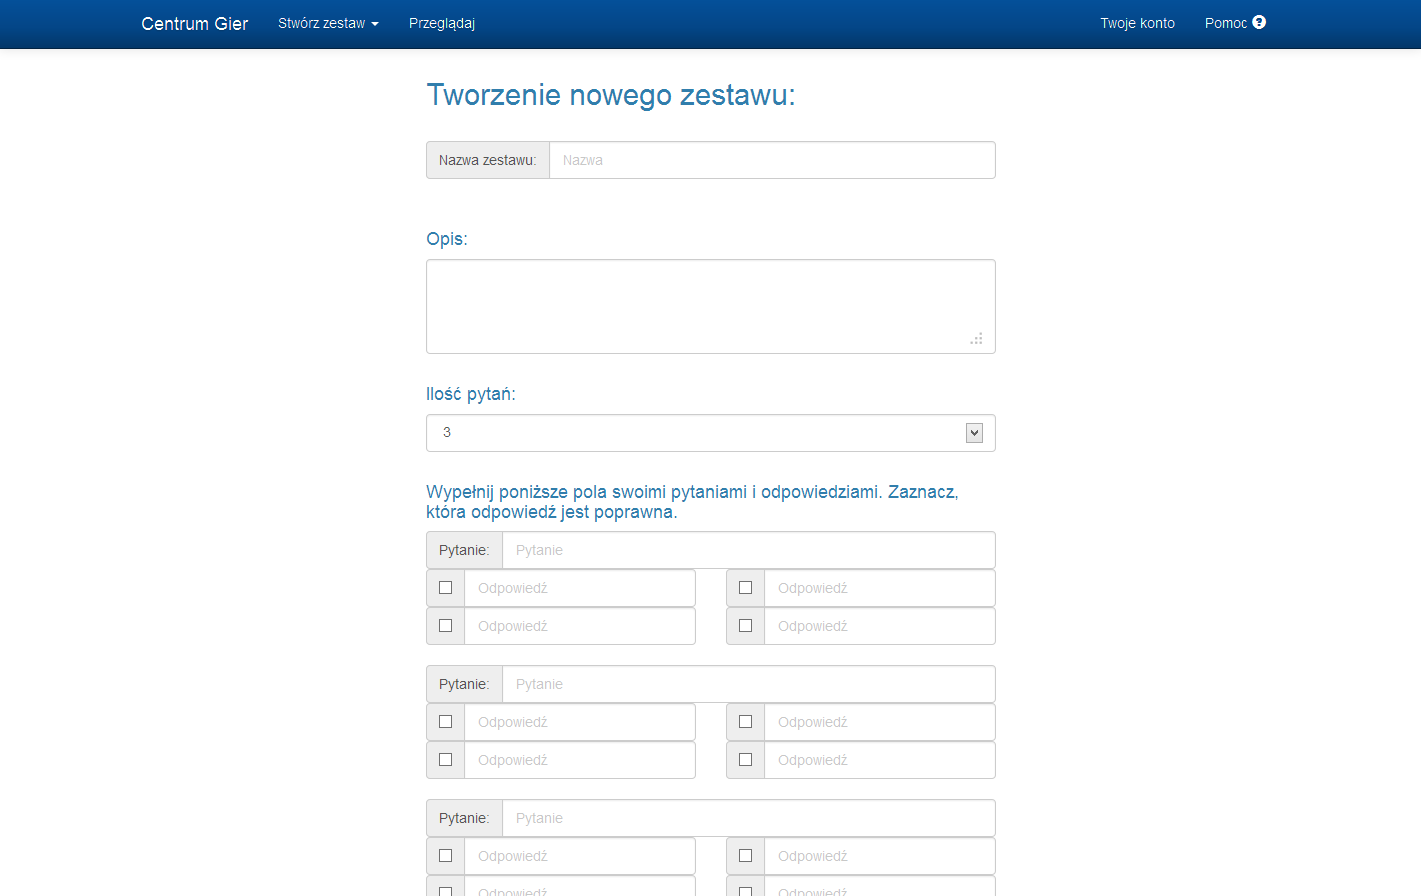 Centrum Gier
Stwórz zestaw
Przeglądaj
Twoje konto
Pomoc
Tworzenie nowego zestawu:
Nazwa zestawu:
Nazwa
Opis:
Ilość pytań:
3
Wypełnij poniższe pola swoimi pytaniami i odpowiedziami. Zaznacz,
która odpowiedź jest poprawna.
Pytanie:
Pytanie
Odpowiedź
Odpowiedź
Odpowiedź
Odpowiedź
Pytanie:
Pytanie
Odpowiedź
Odpowiedź
Odpowiedź
Odpowiedź
Pytanie:
Pytanie
Odpowiedź
Odpowiedź
Odpowiedź
Odpowiedź